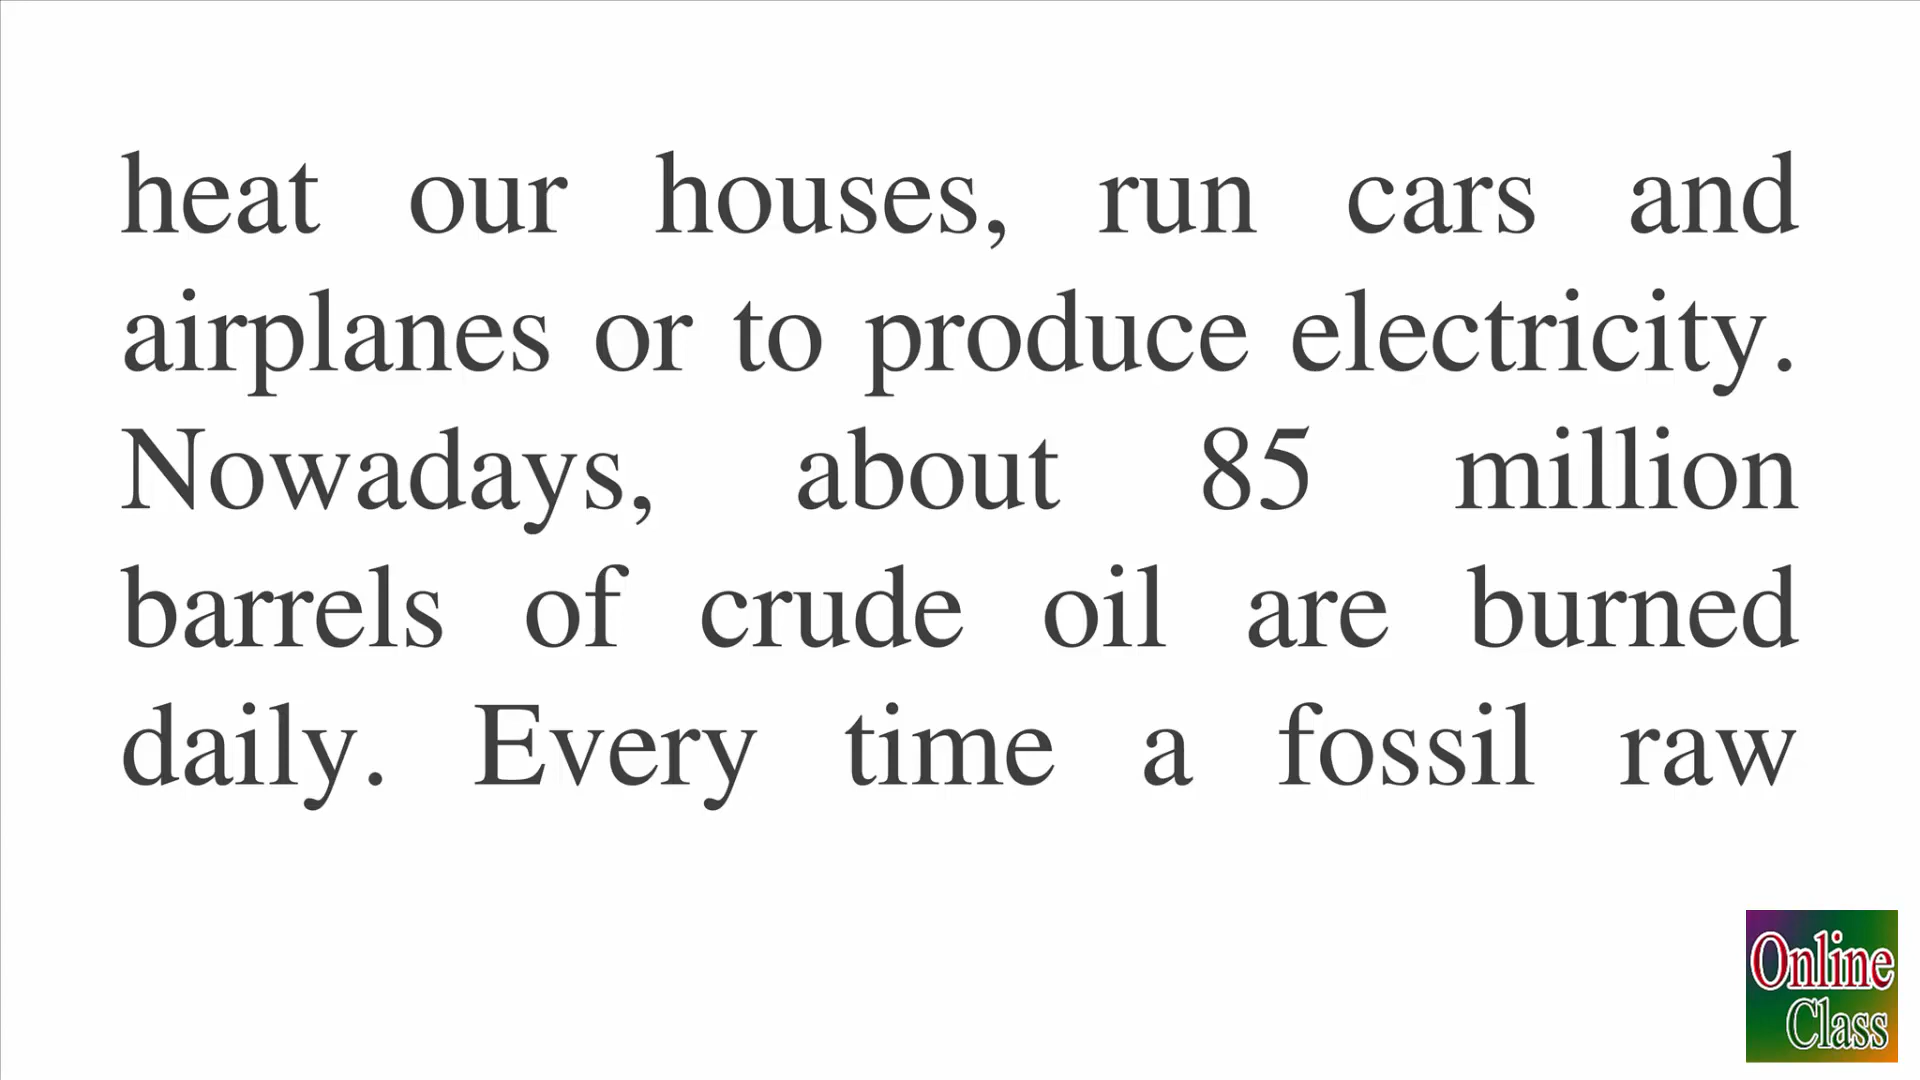 heat our houses, run cars and
airplanes or to produce electricity.
Nowadays, about 85 million
barrels of crude oil are burned
daily. Every time a fossil raw
Online
Class